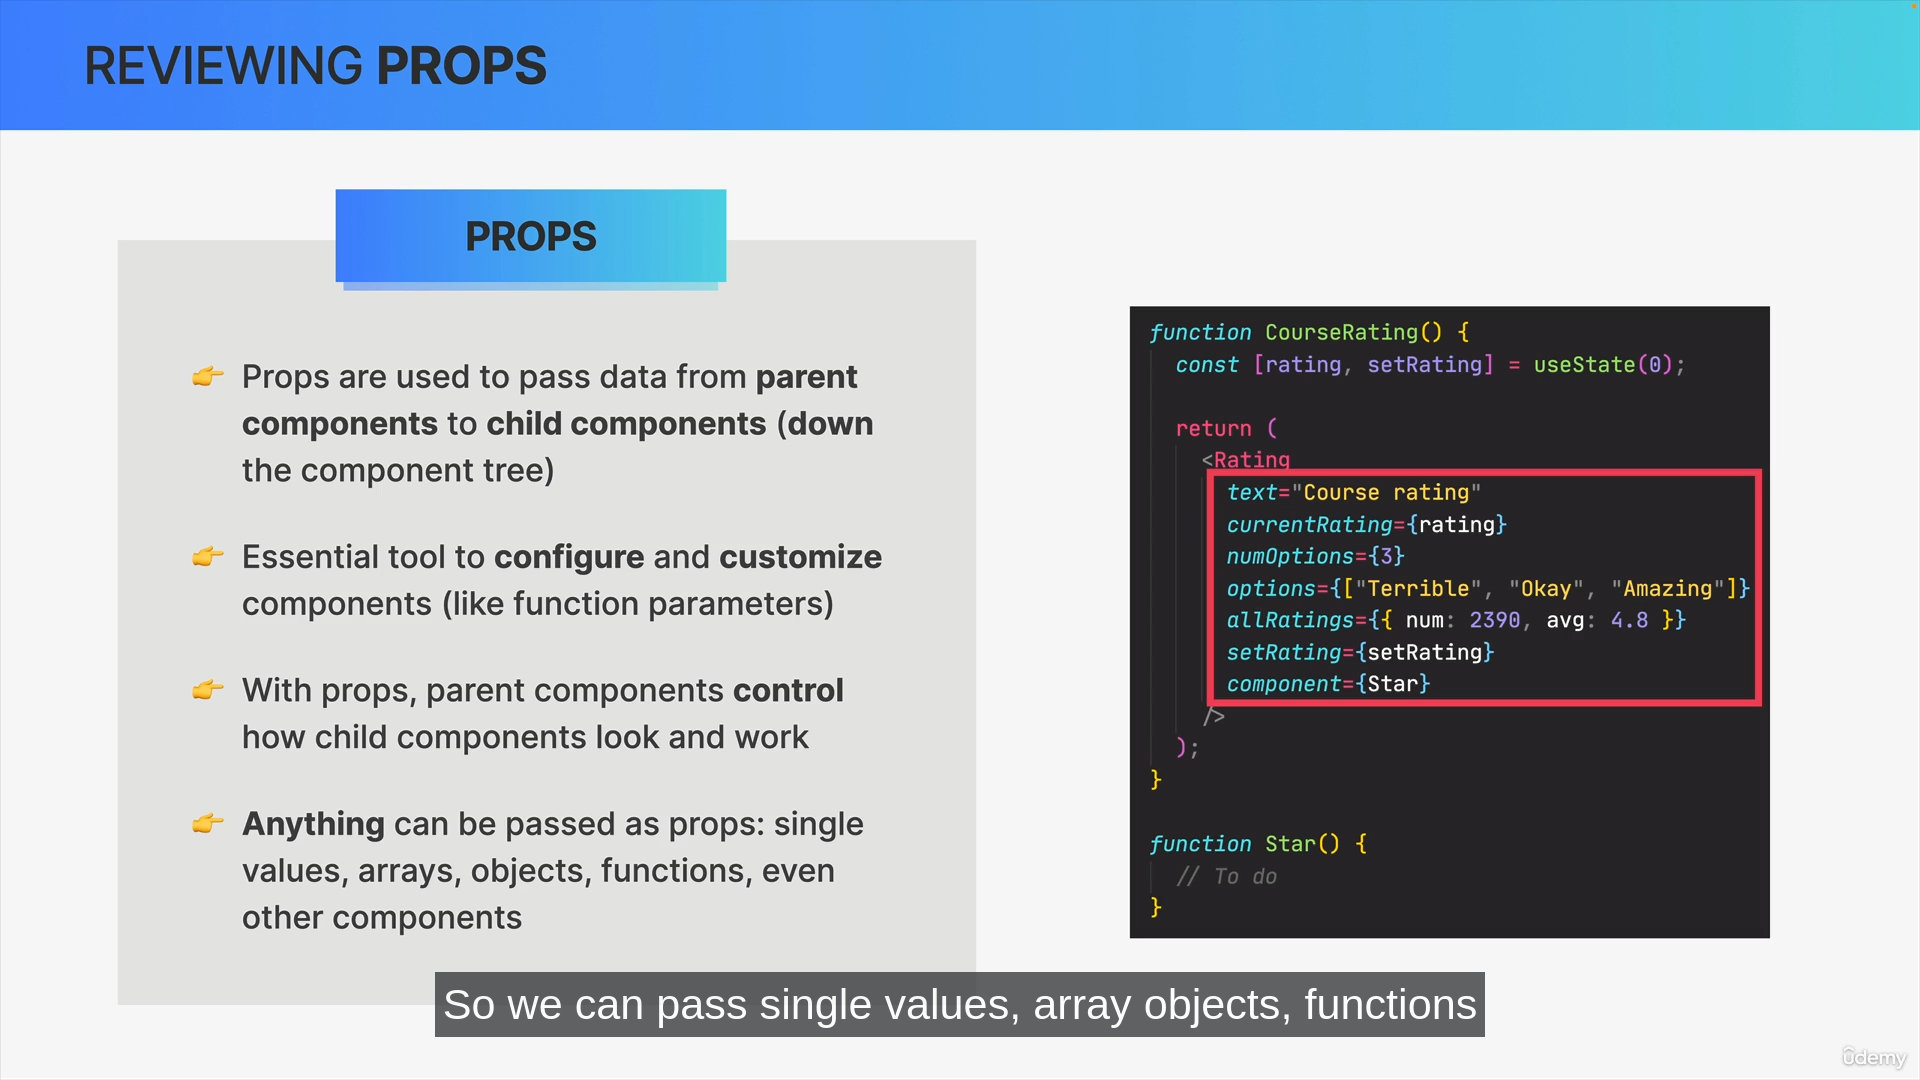 REVIEWING PROPS
PROPS
👉 Props are used to pass data from parent
components to child components (down
the component tree)
👉 Essential tool to configure and customize
components (like function parameters)
👉 With props, parent components control
how child components look and work
👉 Anything can be passed as props: single
values, arrays, objects, functions, even
other components
function CourseRating() {
const [rating, setRating] = useState(0);
return (
<Rating
text="Course rating"
currentRating={rating}
numOptions={3}
options={["Terrible", "Okay", "Amazing"]}
allRatings={{ num: 2390, avg: 4.8 }}
setRating={setRating}
component={Star}
/>
);
}
function Star() {
// To do
}
So we can pass single values, array objects, functions
ûdemy